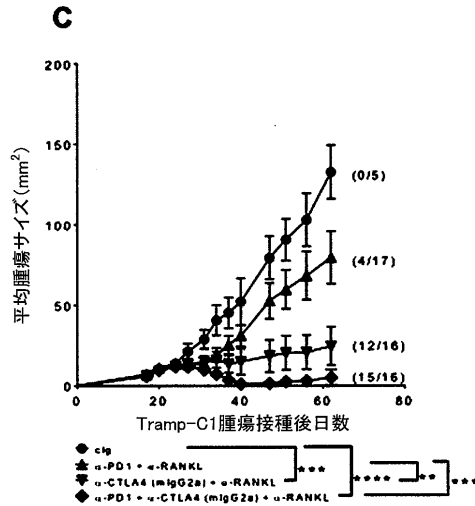 C
平均腫瘍サイズ(mm²)
200
150
100
50
0
0
20
40
60
80
(0/5)
(4/17)
(12/16)
(15/16)
Tramp-C1腫瘍接種後日数
cIg
α-PD1 + α-RANKL
α-CTLA4 (mIgG2a) + α-RANKL
α-PD1 + α-CTLA4 (mIgG2a) + α-RANKL
***
****
**
***